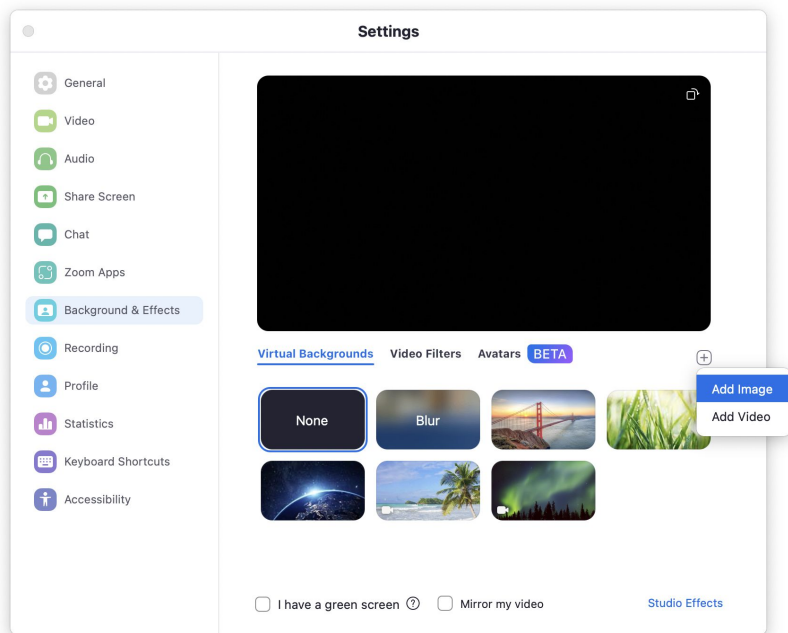 Settings
General
Video
Audio
Share Screen
Chat
Zoom Apps
Background & Effects
Recording
Profile
Statistics
Keyboard Shortcuts
Accessibility
Virtual Backgrounds Video Filters Avatars BETA
Add Image
Add Video
None Blur
I have a green screen ? Mirror my video Studio Effects